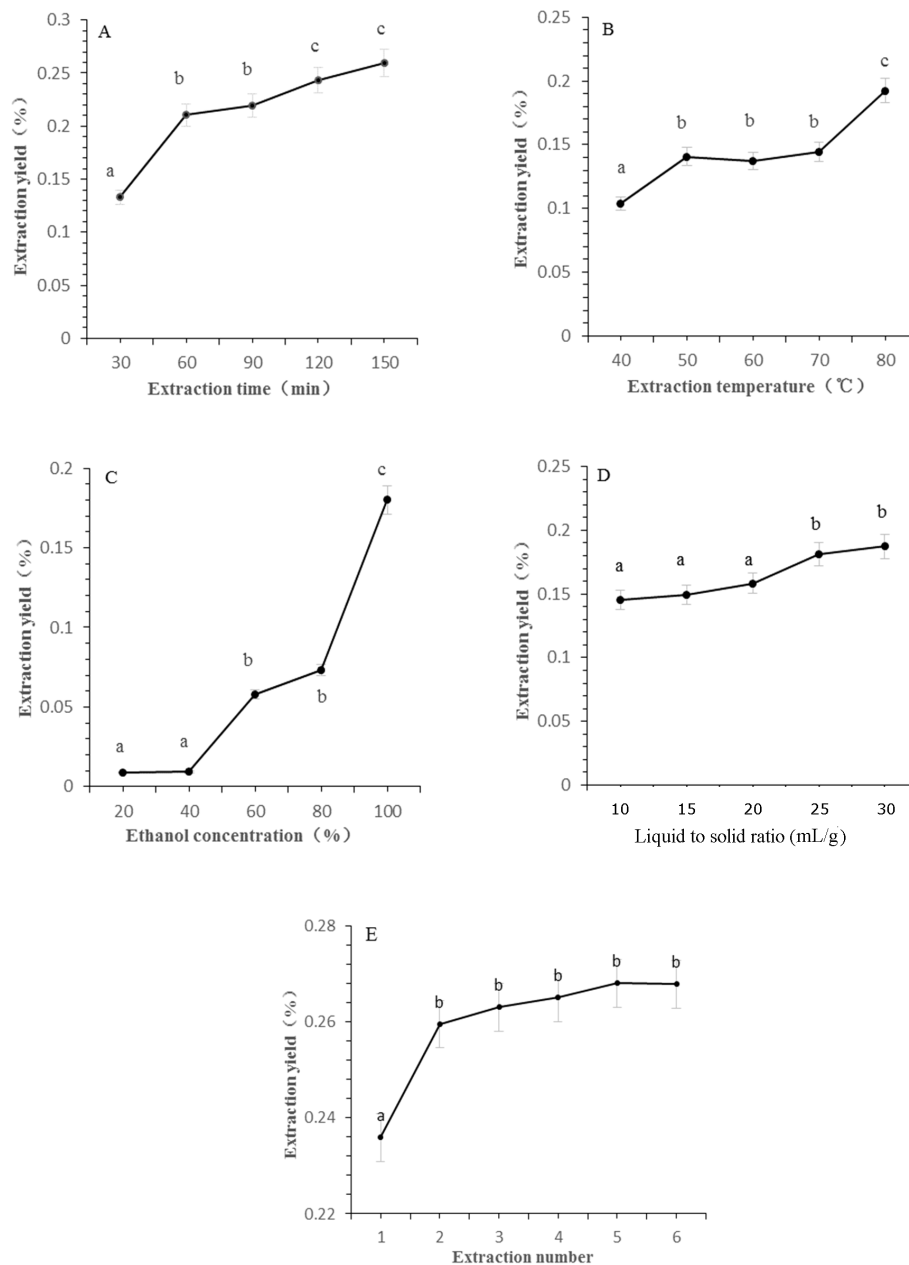 A
Extraction yield（%）
0.3
0.25
0.2
0.15
0.1
0.05
0
a
b
b
c
c
30 60 90 120 150
Extraction time（min）
B
Extraction yield（%）
0.25
0.2
0.15
0.1
0.05
0
a
b
b
b
c
40 50 60 70 80
Extraction temperature（℃）
C
Extraction yield（%）
0.2
0.15
0.1
0.05
0
a
a
b
b
c
20 40 60 80 100
Ethanol concentration（%）
D
Extraction yield（%）
0.25
0.2
0.15
0.1
0.05
0
a
a
a
b
b
10 15 20 25 30
Liquid to solid ratio (mL/g)
E
Extraction yield（%）
0.28
0.26
0.24
0.22
a
b
b
b
b
b
1 2 3 4 5 6
Extraction number